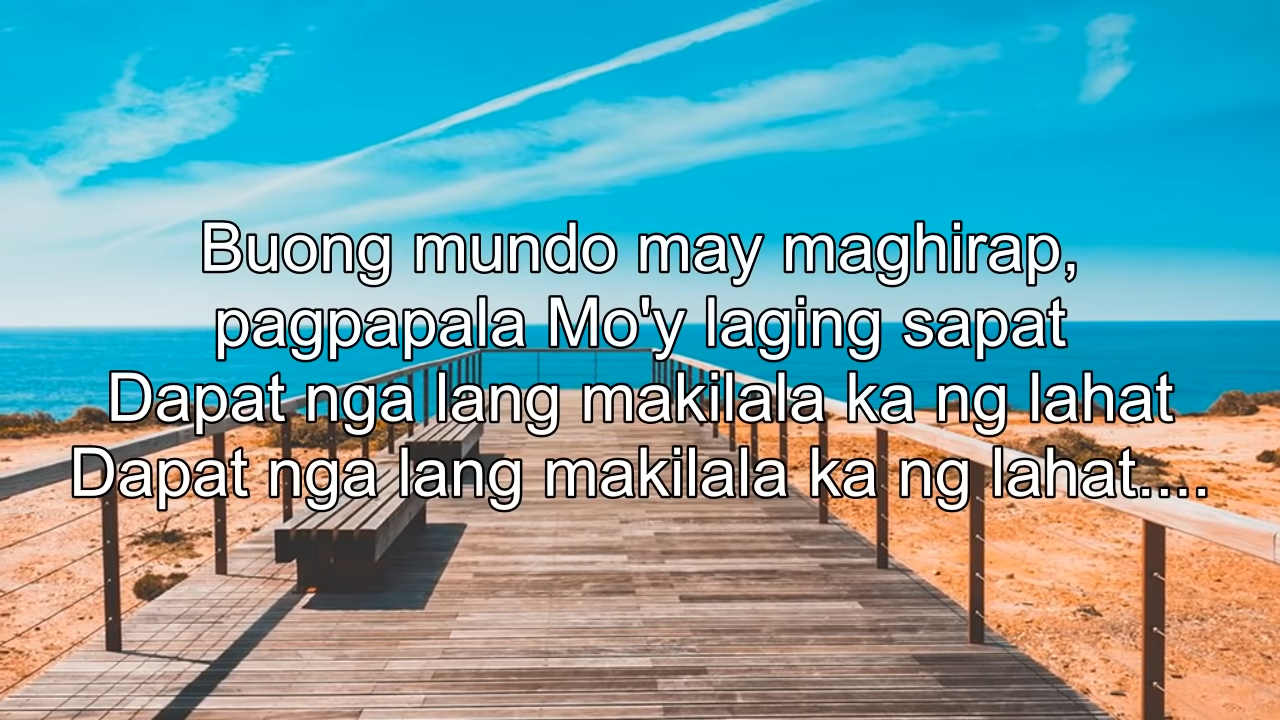 Buong mundo may maghirap,
pagpapala Mo'y laging sapat
Dapat nga lang makilala ka ng lahat
Dapat nga lang makilala ka ng lahat....